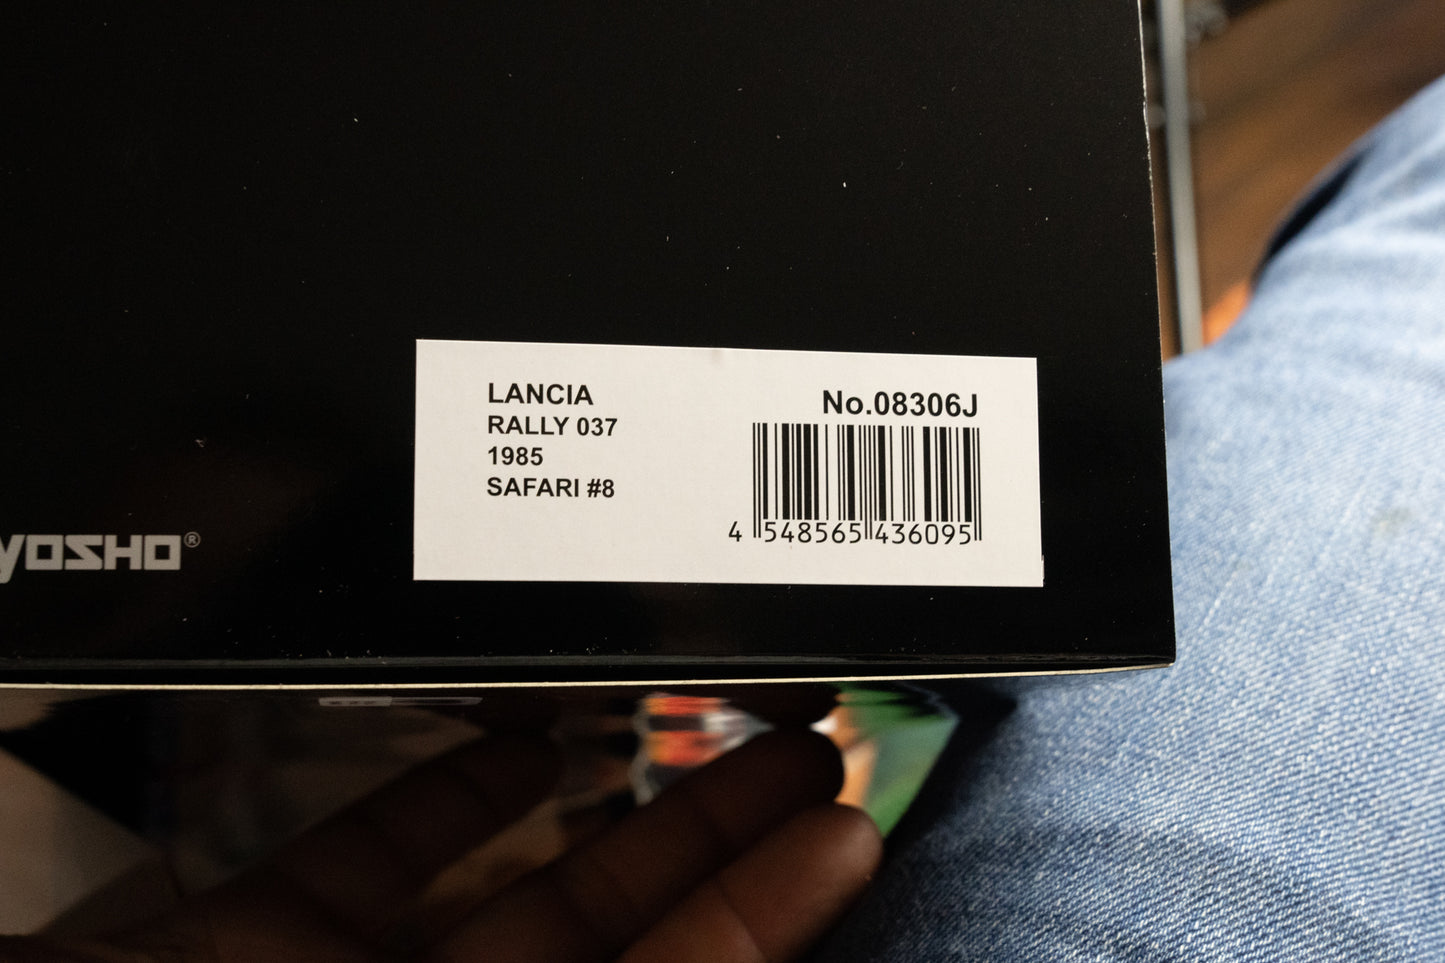 LANCIA
RALLY 037
1985
SAFARI #8
No.08306J
4 548565 436095
yosho®